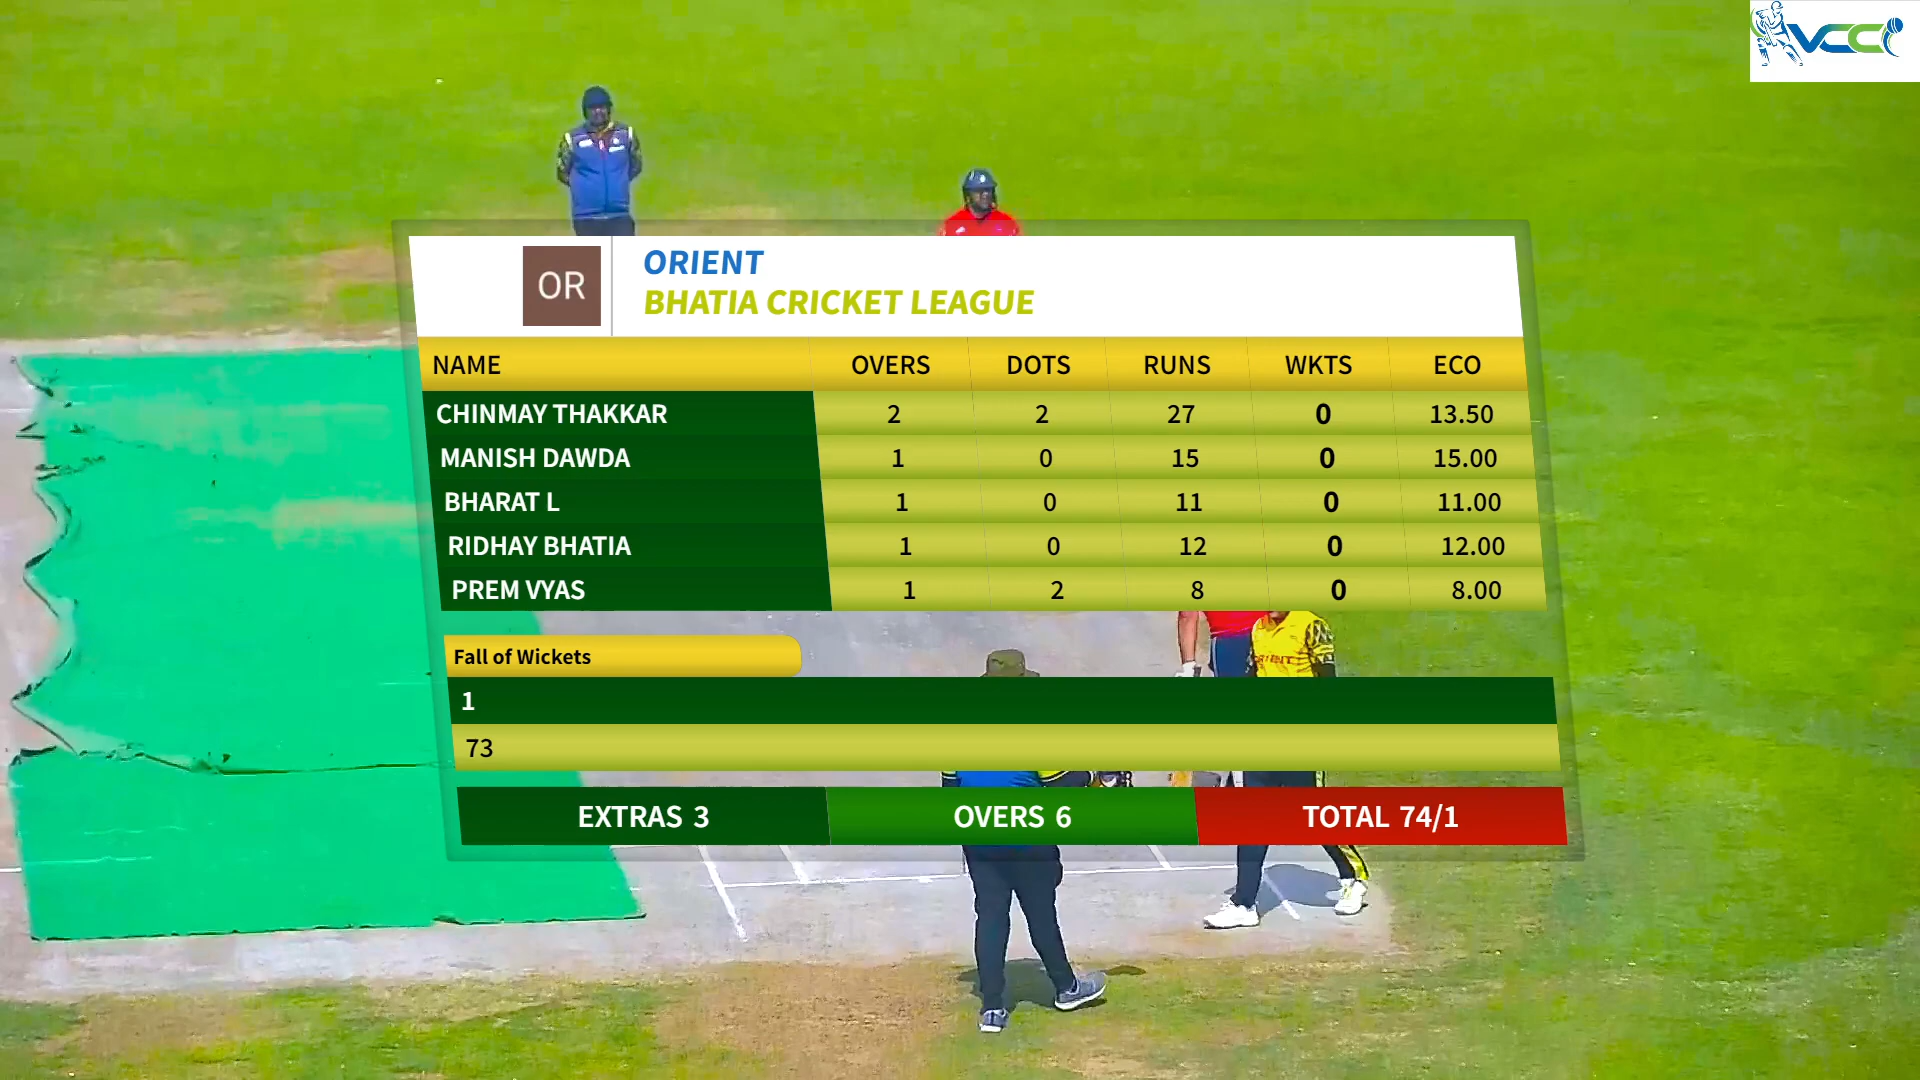 VCC
OR
ORIENT
BHATIA CRICKET LEAGUE
NAME OVERS DOTS RUNS WKTS ECO
CHINMAY THAKKAR 2 2 27 0 13.50
MANISH DAWDA 1 0 15 0 15.00
BHARAT L 1 0 11 0 11.00
RIDHAY BHATIA 1 0 12 0 12.00
PREM VYAS 1 2 8 0 8.00
ORIENT
Fall of Wickets
1
73
EXTRAS 3 OVERS 6 TOTAL 74/1